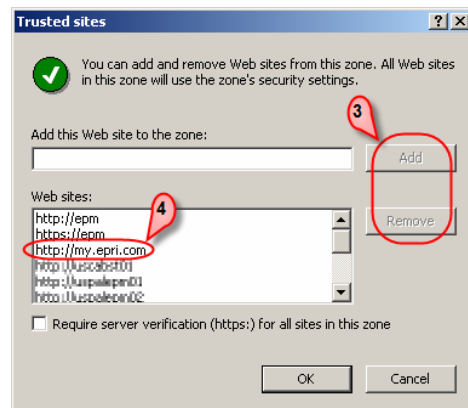 Trusted sites
You can add and remove Web sites from this zone. All Web sites
in this zone will use the zone's security settings.
3
Add this Web site to the zone:
Add
Web sites:
4
http://epm
https://epm
http://my.epri.com
Remove
Require server verification (https:) for all sites in this zone
OK
Cancel